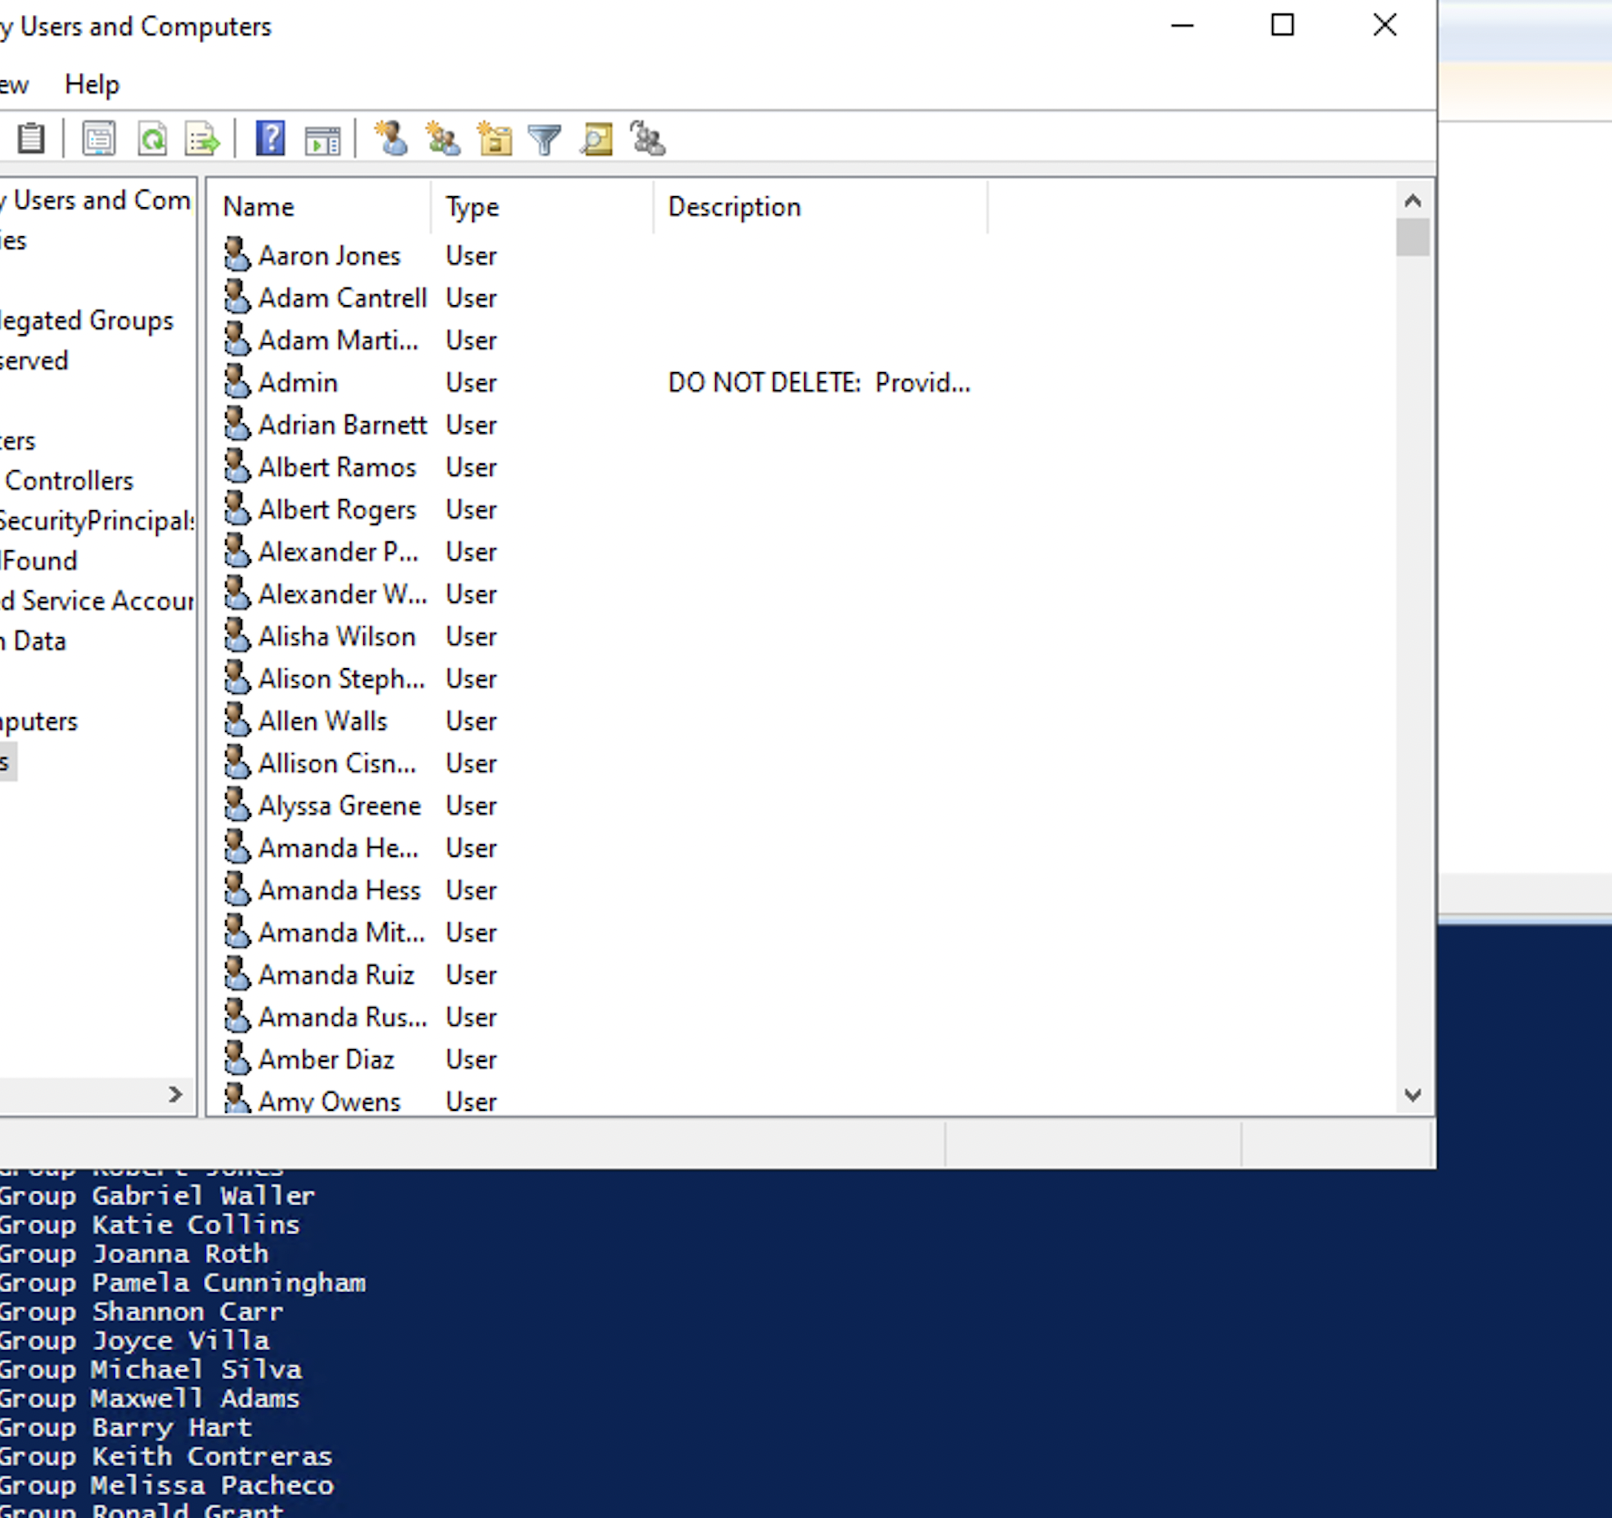 y Users and Computers
ew Help
y Users and Com
ies
legated Groups
served
ters
Controllers
SecurityPrincipals
lFound
d Service Accour
n Data
mputers
s
Name Type Description
Aaron Jones User
Adam Cantrell User
Adam Marti... User
Admin User DO NOT DELETE: Provid...
Adrian Barnett User
Albert Ramos User
Albert Rogers User
Alexander P... User
Alexander W... User
Alisha Wilson User
Alison Steph... User
Allen Walls User
Allison Cisn... User
Alyssa Greene User
Amanda He... User
Amanda Hess User
Amanda Mit... User
Amanda Ruiz User
Amanda Rus... User
Amber Diaz User
Amy Owens User
Group Robert Jones
Group Gabriel Waller
Group Katie Collins
Group Joanna Roth
Group Pamela Cunningham
Group Shannon Carr
Group Joyce Villa
Group Michael Silva
Group Maxwell Adams
Group Barry Hart
Group Keith Contreras
Group Melissa Pacheco
Group Ronald Grant